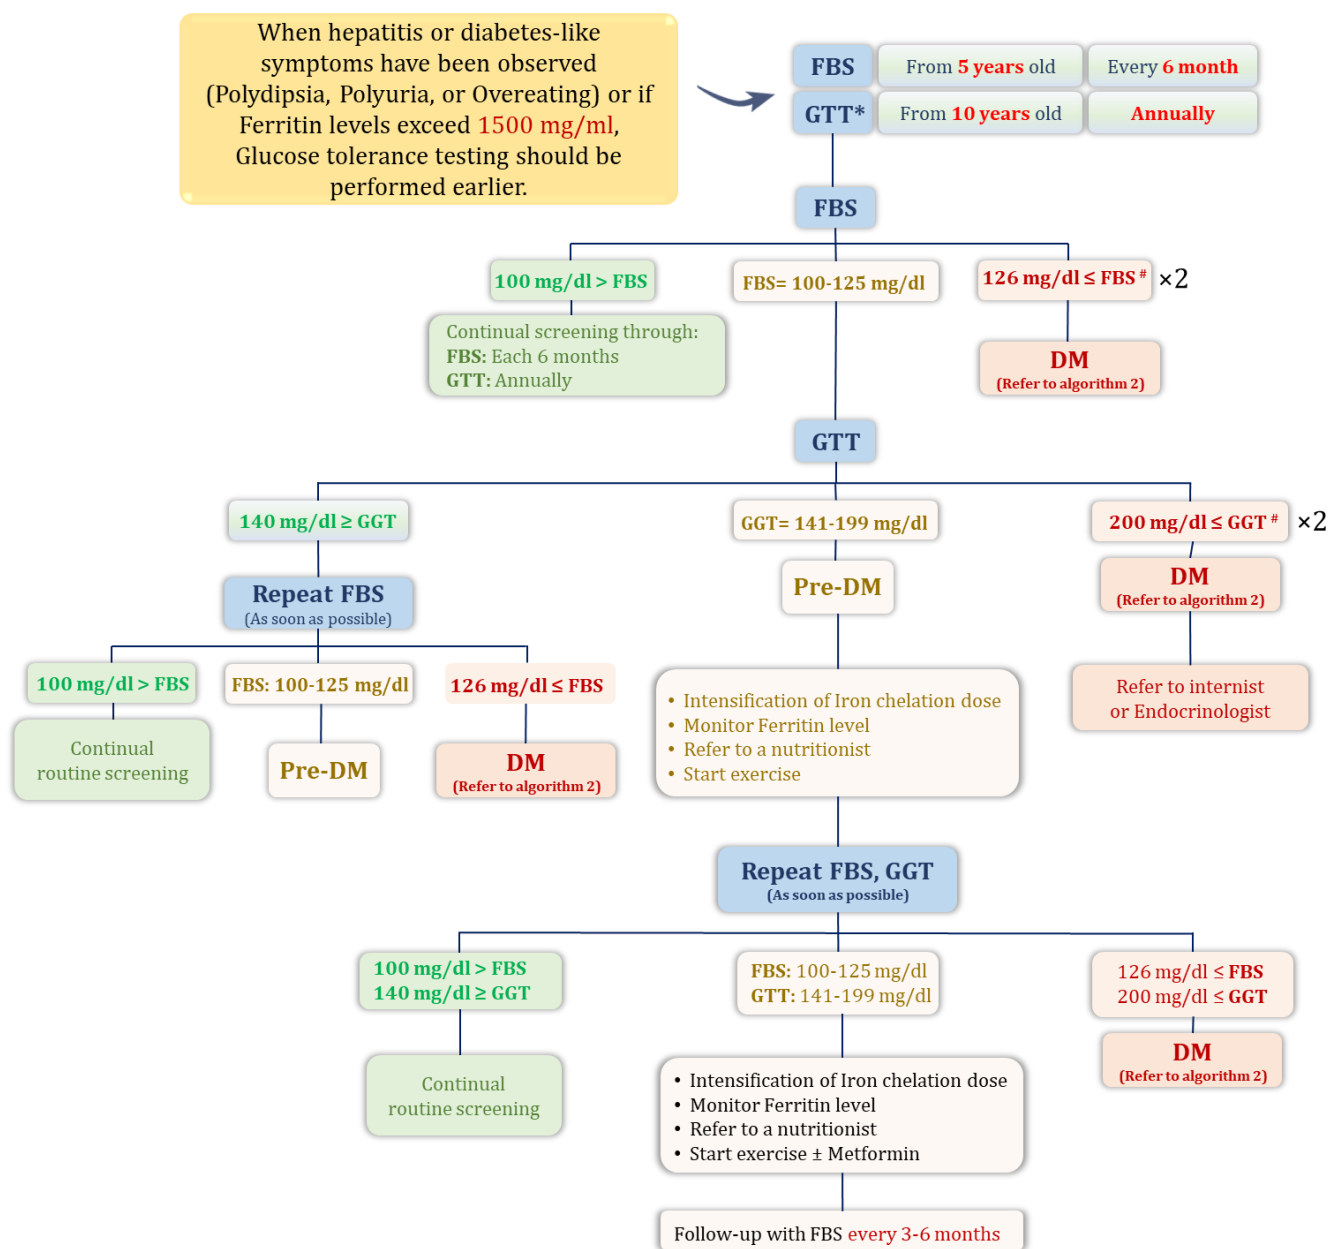 When hepatitis or diabetes-like
symptoms have been observed
(Polydipsia, Polyuria, or Overeating) or if
Ferritin levels exceed 1500 mg/ml,
Glucose tolerance testing should be
performed earlier.
FBS
From 5 years old
Every 6 month
GTT*
From 10 years old
Annually
FBS
100 mg/dl > FBS
FBS= 100-125 mg/dl
126 mg/dl ≤ FBS #
×2
Continual screening through:
FBS: Each 6 months
GTT: Annually
DM
(Refer to algorithm 2)
GTT
140 mg/dl ≥ GGT
GGT= 141-199 mg/dl
200 mg/dl ≤ GGT #
×2
Repeat FBS
(As soon as possible)
Pre-DM
DM
(Refer to algorithm 2)
100 mg/dl > FBS
FBS: 100-125 mg/dl
126 mg/dl ≤ FBS
Continual
routine screening
Pre-DM
DM
(Refer to algorithm 2)
• Intensification of Iron chelation dose
• Monitor Ferritin level
• Refer to a nutritionist
• Start exercise
Refer to internist
or Endocrinologist
Repeat FBS, GGT
(As soon as possible)
100 mg/dl > FBS
140 mg/dl ≥ GGT
FBS: 100-125 mg/dl
GTT: 141-199 mg/dl
126 mg/dl ≤ FBS
200 mg/dl ≤ GGT
Continual
routine screening
DM
(Refer to algorithm 2)
• Intensification of Iron chelation dose
• Monitor Ferritin level
• Refer to a nutritionist
• Start exercise ± Metformin
Follow-up with FBS every 3-6 months